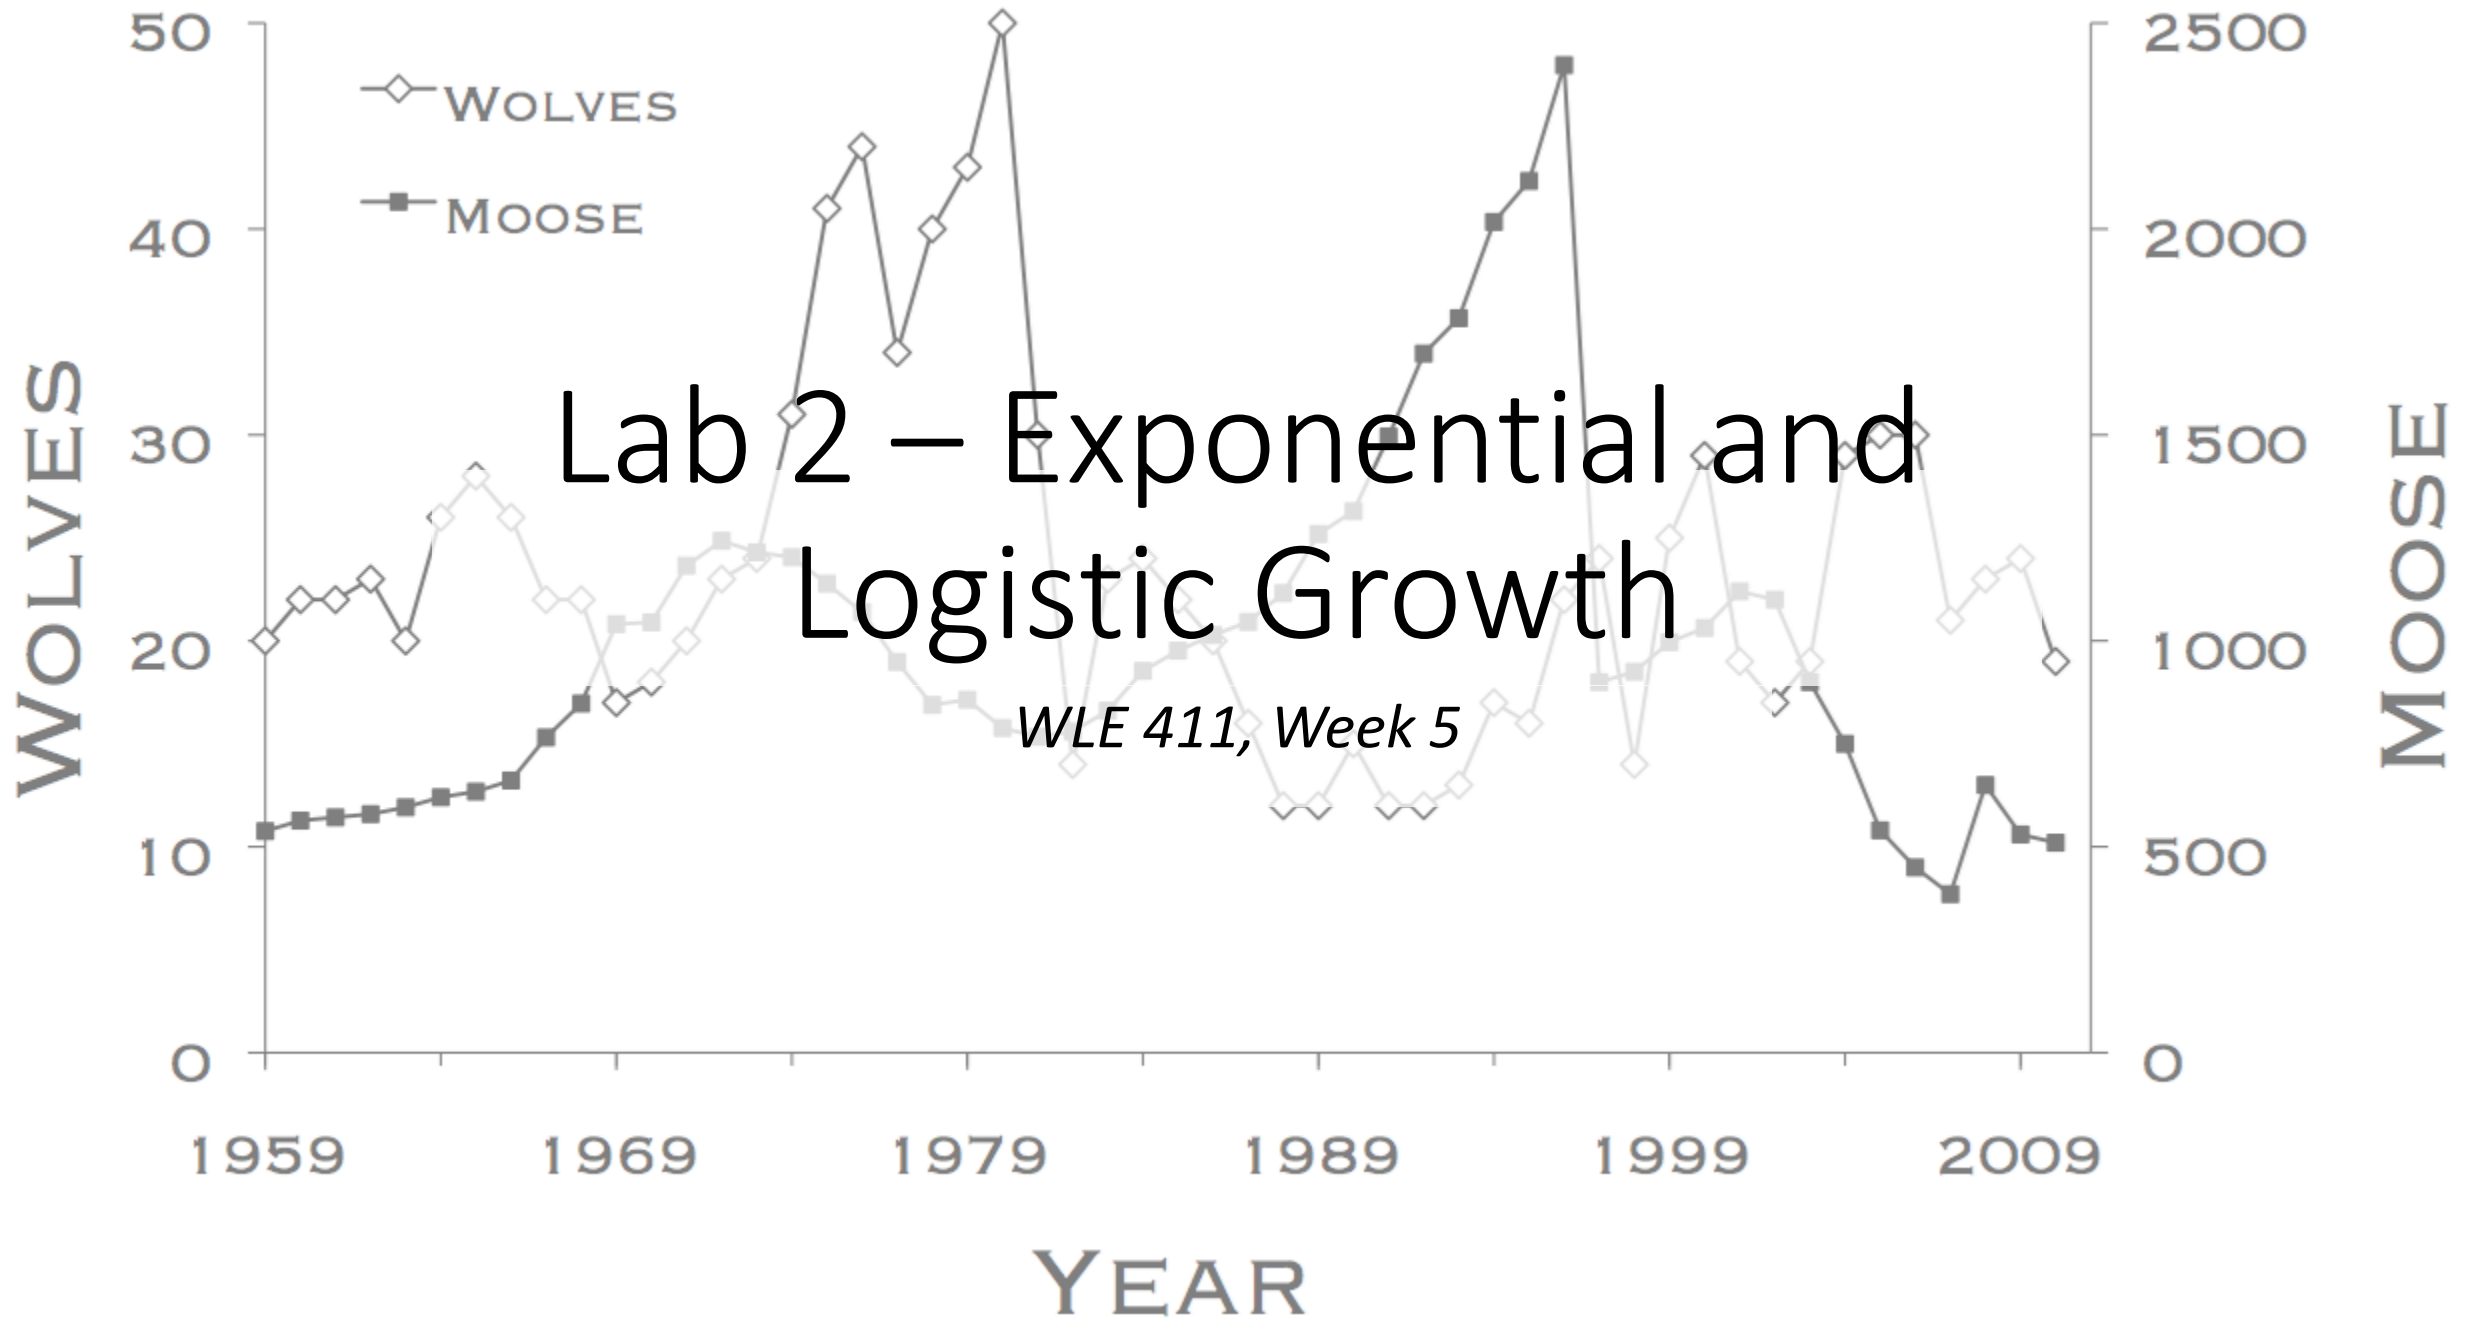 50
2500
WOLVES
MOOSE
40
2000
30
1500
Lab 2 – Exponential and
Logistic Growth
WOLVES
MOOSE
20
1000
WLE 411, Week 5
10
500
0
0
1959 1969 1979 1989 1999 2009
YEAR